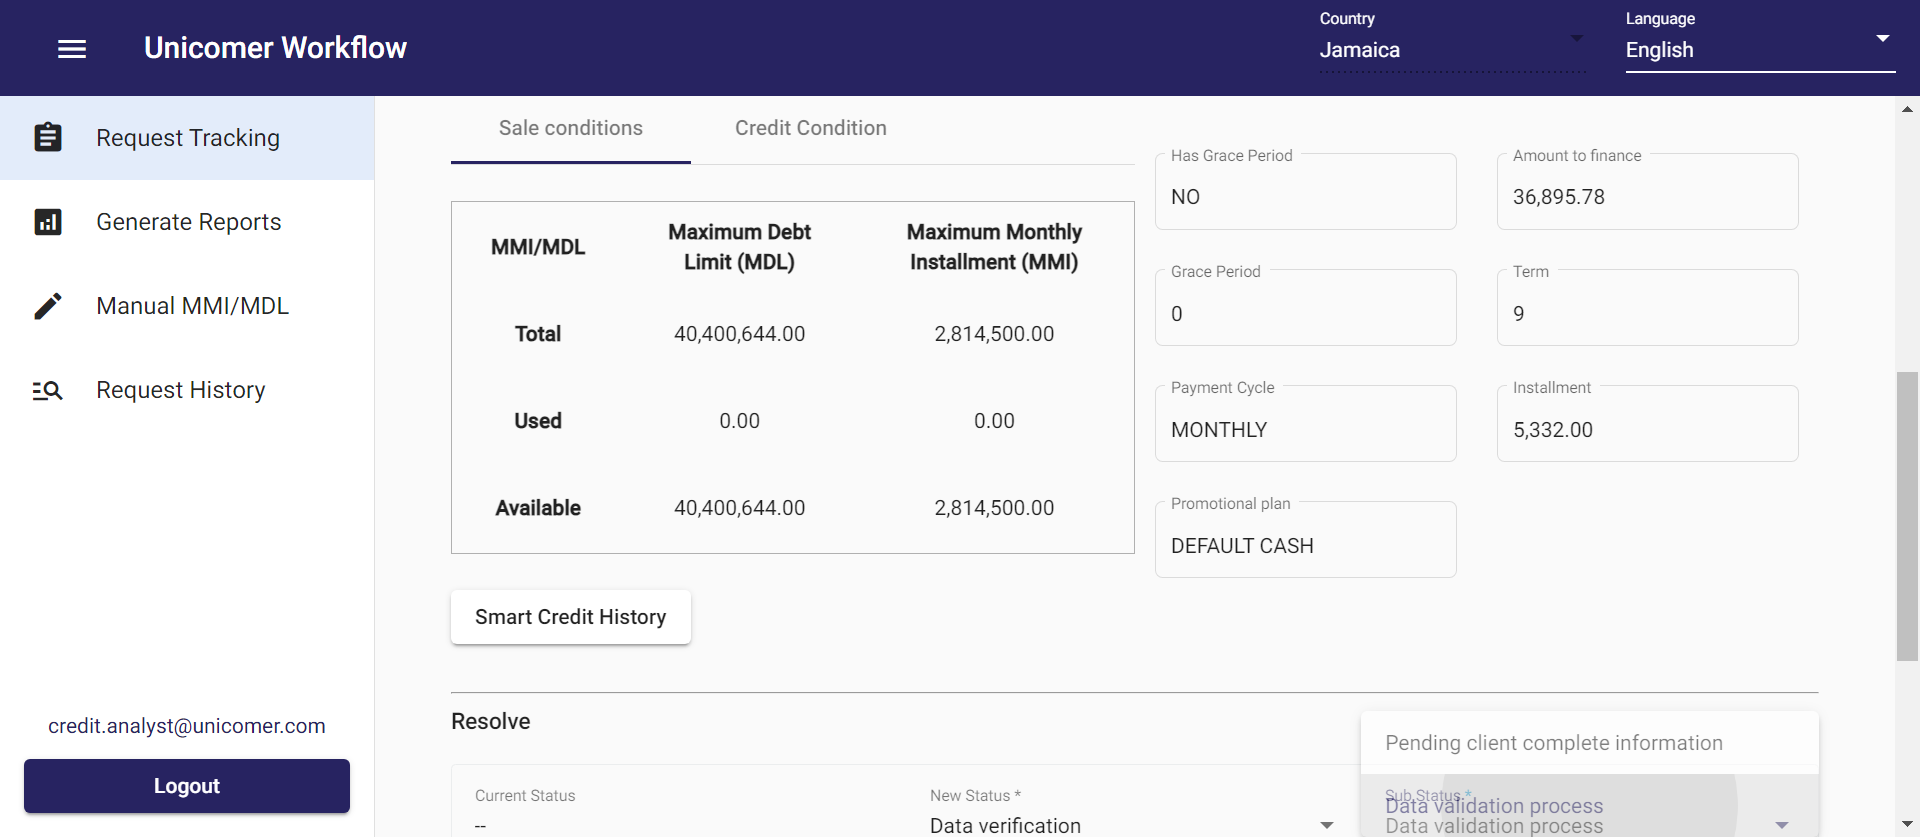 Unicomer Workflow
Country
Jamaica
Language
English
Request Tracking
Generate Reports
Manual MMI/MDL
Request History
credit.analyst@unicomer.com
Logout
Sale conditions
Credit Condition
MMI/MDL
Maximum Debt
Limit (MDL)
Maximum Monthly
Installment (MMI)
Total
40,400,644.00
2,814,500.00
Used
0.00
0.00
Available
40,400,644.00
2,814,500.00
Smart Credit History
Has Grace Period
NO
Amount to finance
36,895.78
Grace Period
0
Term
9
Payment Cycle
MONTHLY
Installment
5,332.00
Promotional plan
DEFAULT CASH
Resolve
Current Status
--
New Status *
Data verification
Pending client complete information
Sub Status *
Data validation process
Data validation process